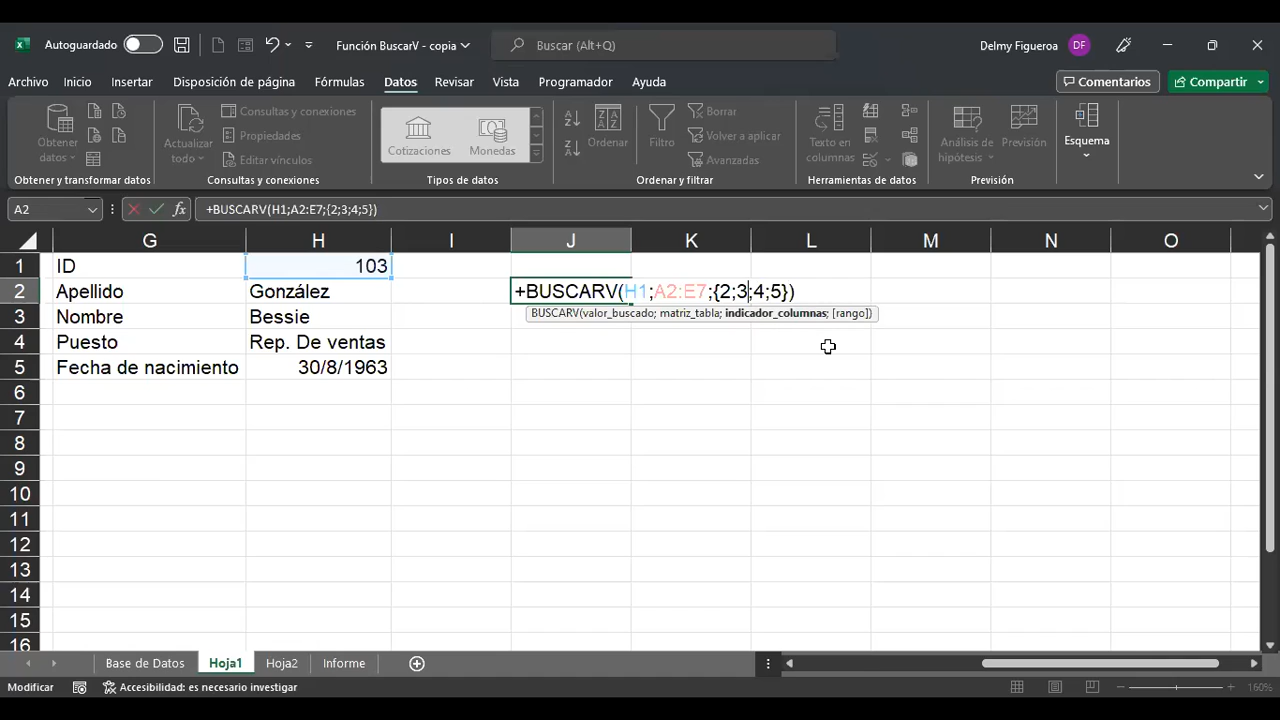 Autoguardado
Función BuscarV - copia
Buscar (Alt+Q)
Delmy Figueroa
DF
Archivo Inicio Insertar Disposición de página Fórmulas Datos Revisar Vista Programador Ayuda
Comentarios
Compartir
Obtener
datos
Actualizar
todo
Consultas y conexiones
Propiedades
Editar vínculos
Cotizaciones
Monedas
Ordenar
Filtro
Borrar
Volver a aplicar
Avanzadas
Texto en
columnas
Análisis de
hipótesis
Previsión
Esquema
Obtener y transformar datos
Consultas y conexiones
Tipos de datos
Ordenar y filtrar
Herramientas de datos
Previsión
A2
fx
+BUSCARV(H1;A2:E7;{2;3;4;5})
G H I J K L M N O
1 ID 103
2 Apellido González +BUSCARV(H1;A2:E7;{2;3;4;5})
BUSCARV(valor_buscado; matriz_tabla; indicador_columnas; [rango])
3 Nombre Bessie
4 Puesto Rep. De ventas
5 Fecha de nacimiento 30/8/1963
6
7
8
9
10
11
12
13
14
15
16
Base de Datos Hoja1 Hoja2 Informe
Modificar
Accesibilidad: es necesario investigar
160%